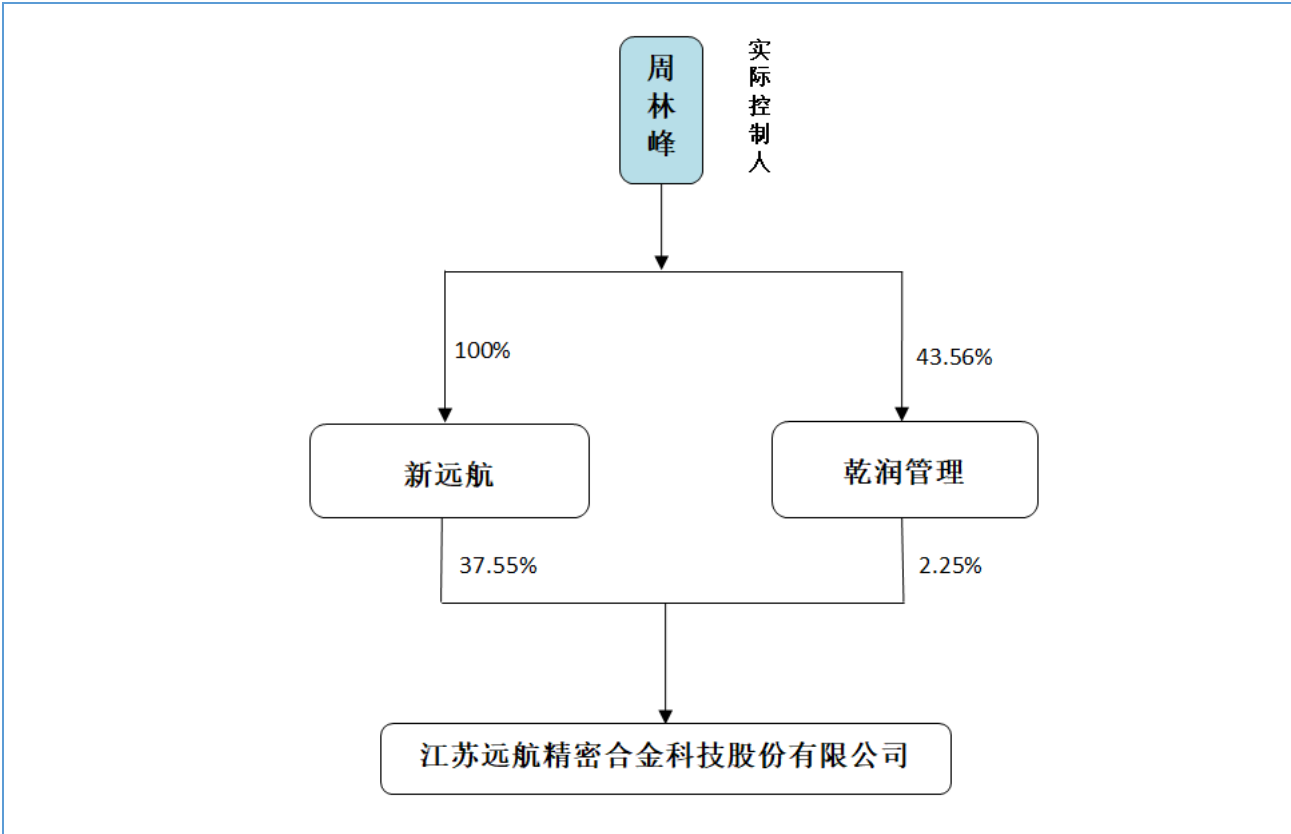 周林峰
实际控制人
100%
43.56%
新远航
乾润管理
37.55%
2.25%
江苏远航精密合金科技股份有限公司